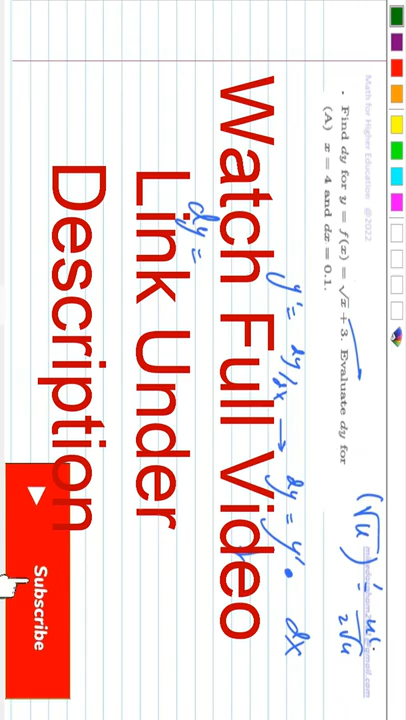 Math for Higher Education @2022
· Find dy for y = f(x) = √x + 3. Evaluate dy for
(A) x = 4 and dx = 0.1.
(√u)' = u'/2√u
y' = dy/dx → dy = y' • dx
dy =
Watch Full Video
Link Under
Description
Subscribe